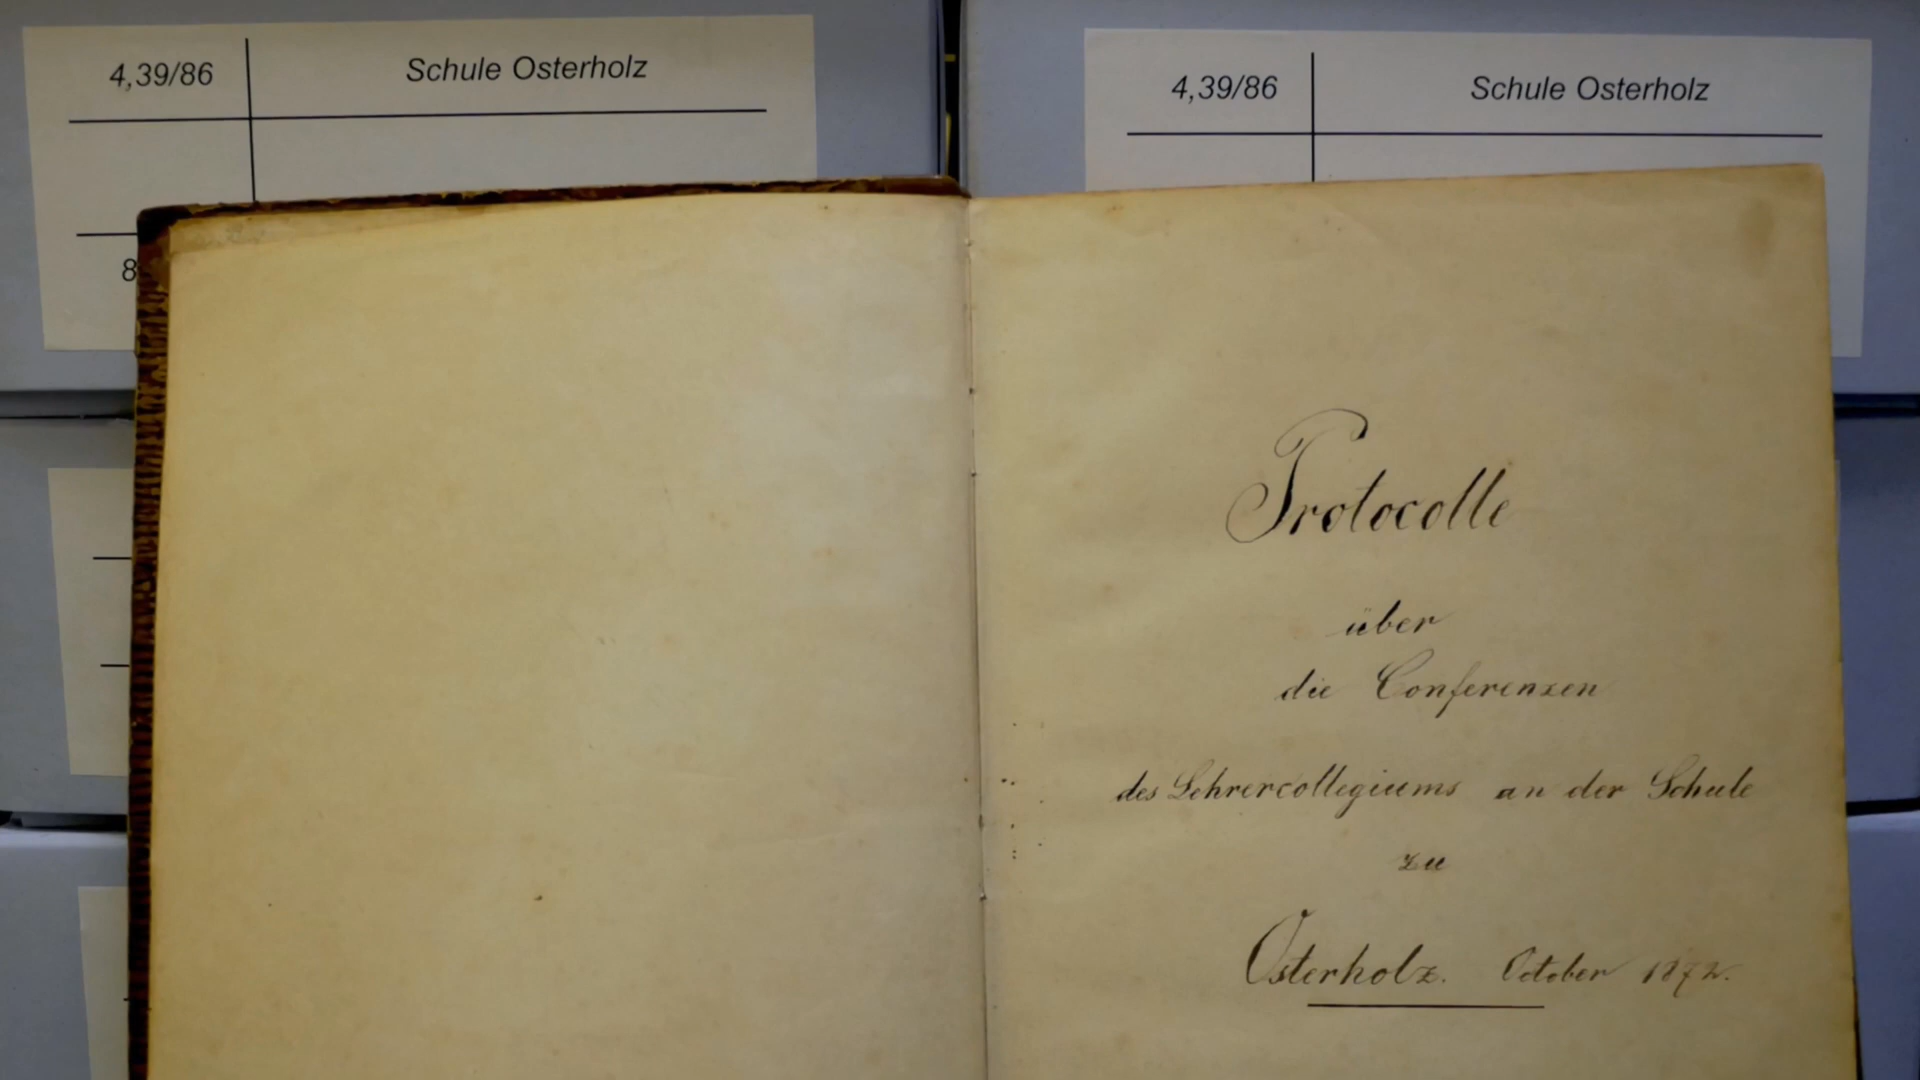 4,39/86 Schule Osterholz
8
4,39/86 Schule Osterholz
Protocolle
über
die Conferenzen
des Lehrercollegiums an der Schule
zu
Osterholz. October 1872.